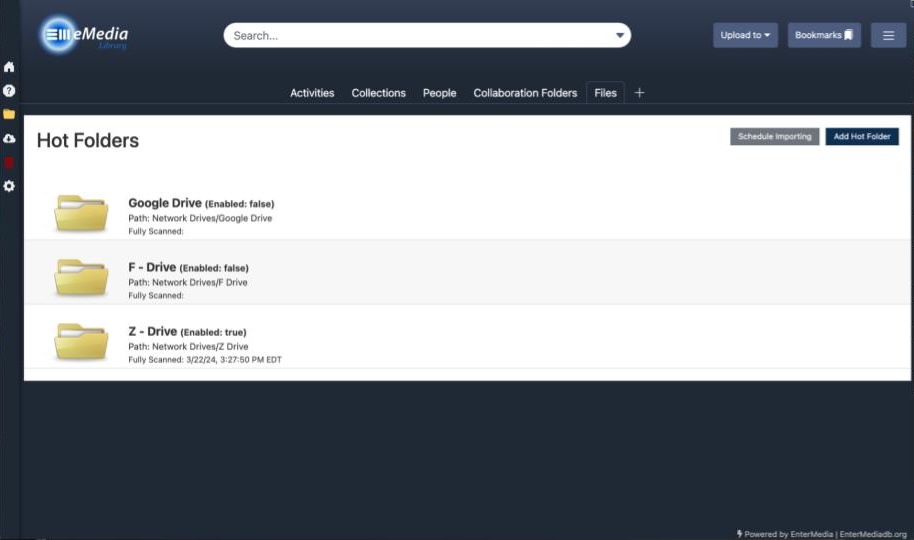 eMedia
Library
Search...
Upload to
Bookmarks
Activities
Collections
People
Collaboration Folders
Files
Hot Folders
Schedule Importing
Add Hot Folder
Google Drive (Enabled: false)
Path: Network Drives/Google Drive
Fully Scanned:
F - Drive (Enabled: false)
Path: Network Drives/F Drive
Fully Scanned:
Z - Drive (Enabled: true)
Path: Network Drives/Z Drive
Fully Scanned: 3/22/24, 3:27:50 PM EDT
Powered by EnterMedia | EnterMediadb.org